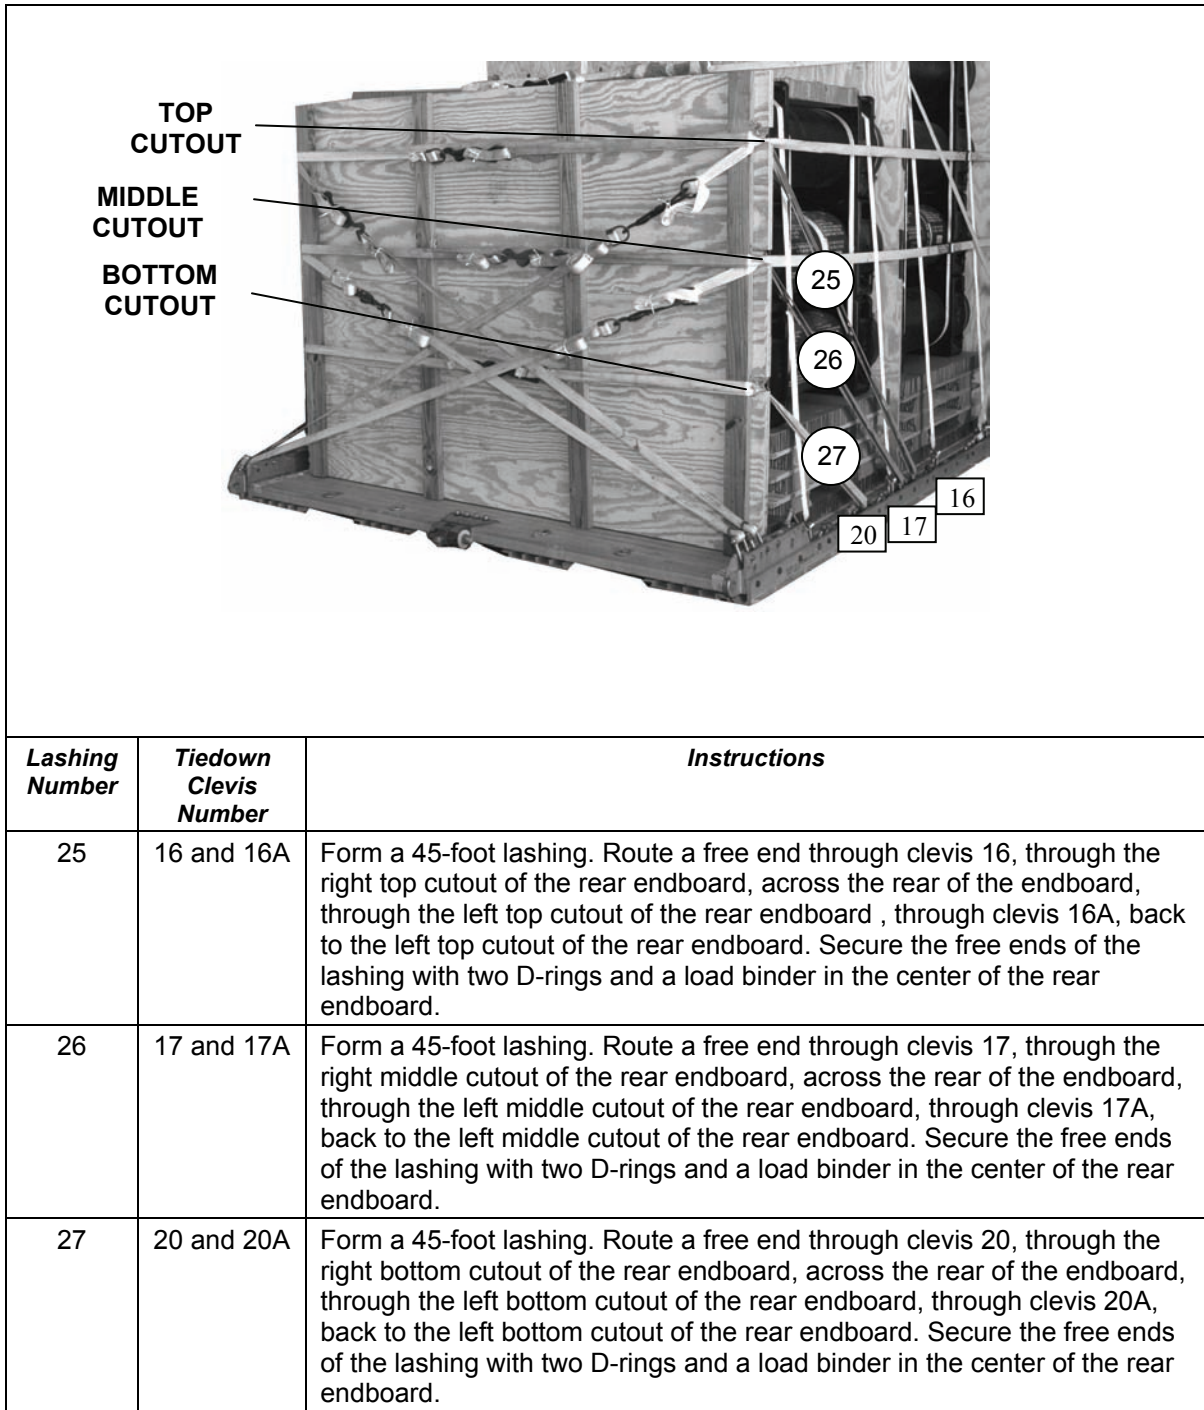 TOP
CUTOUT
MIDDLE
CUTOUT
BOTTOM
CUTOUT
25
26
27
16
17
20
Lashing Number
Tiedown Clevis Number
Instructions
25
16 and 16A
Form a 45-foot lashing. Route a free end through clevis 16, through the
right top cutout of the rear endboard, across the rear of the endboard,
through the left top cutout of the rear endboard , through clevis 16A, back
to the left top cutout of the rear endboard. Secure the free ends of the
lashing with two D-rings and a load binder in the center of the rear
endboard.
26
17 and 17A
Form a 45-foot lashing. Route a free end through clevis 17, through the
right middle cutout of the rear endboard, across the rear of the endboard,
through the left middle cutout of the rear endboard, through clevis 17A,
back to the left middle cutout of the rear endboard. Secure the free ends
of the lashing with two D-rings and a load binder in the center of the rear
endboard.
27
20 and 20A
Form a 45-foot lashing. Route a free end through clevis 20, through the
right bottom cutout of the rear endboard, across the rear of the endboard,
through the left bottom cutout of the rear endboard, through clevis 20A,
back to the left bottom cutout of the rear endboard. Secure the free ends
of the lashing with two D-rings and a load binder in the center of the rear
endboard.